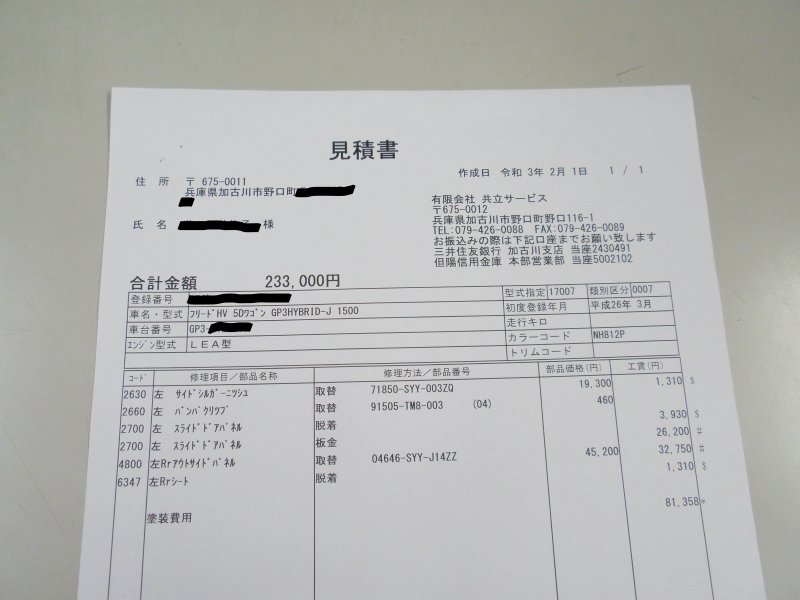 見積書
作成日 令和 3年 2月 1日 1 / 1
住 所 〒 675-0011
兵庫県加古川市野口町
氏 名 様
有限会社 共立サービス
〒675-0012
兵庫県加古川市野口町野口116-1
TEL:079-426-0088 FAX:079-426-0089
お振込みの際は下記口座までお願い致します
三井住友銀行 加古川支店 当座2430491
但陽信用金庫 本部営業部 当座5002102
合計金額 233,000円
登録番号 型式指定 17007 類別区分 0007
車名・型式 ﾌﾘｰﾄﾞHV 5Dﾜｺﾞﾝ GP3HYBRID-J 1500 初度登録年月 平成26年 3月
車台番号 GP3- 走行キロ
ｴﾝｼﾞﾝ型式 ＬＥＡ型 カラーコード NH812P
トリムコード
ｺｰﾄﾞ 修理項目／部品名称 修理方法／部品番号 部品価格(円) 工賃(円)
2630 左 ｻｲﾄﾞｼﾙｶﾞｰﾆｯｼｭ 取替 71850-SYY-003ZQ 19,300 1,310 $
2660 左 ﾊﾞﾝﾊﾟｸﾘﾂﾌﾟ 取替 91505-TM8-003 (04) 460
2700 左 ｽﾗｲﾄﾞﾄﾞｱﾊﾟﾈﾙ 脱着 3,930 $
2700 左 ｽﾗｲﾄﾞﾄﾞｱﾊﾟﾈﾙ 板金 26,200 #
4800 左Rrｱｳﾄｻｲﾄﾞﾊﾟﾈﾙ 取替 04646-SYY-J14ZZ 45,200 32,750 #
6347 左Rrｼｰﾄ 脱着 1,310 $
塗装費用 81,358*